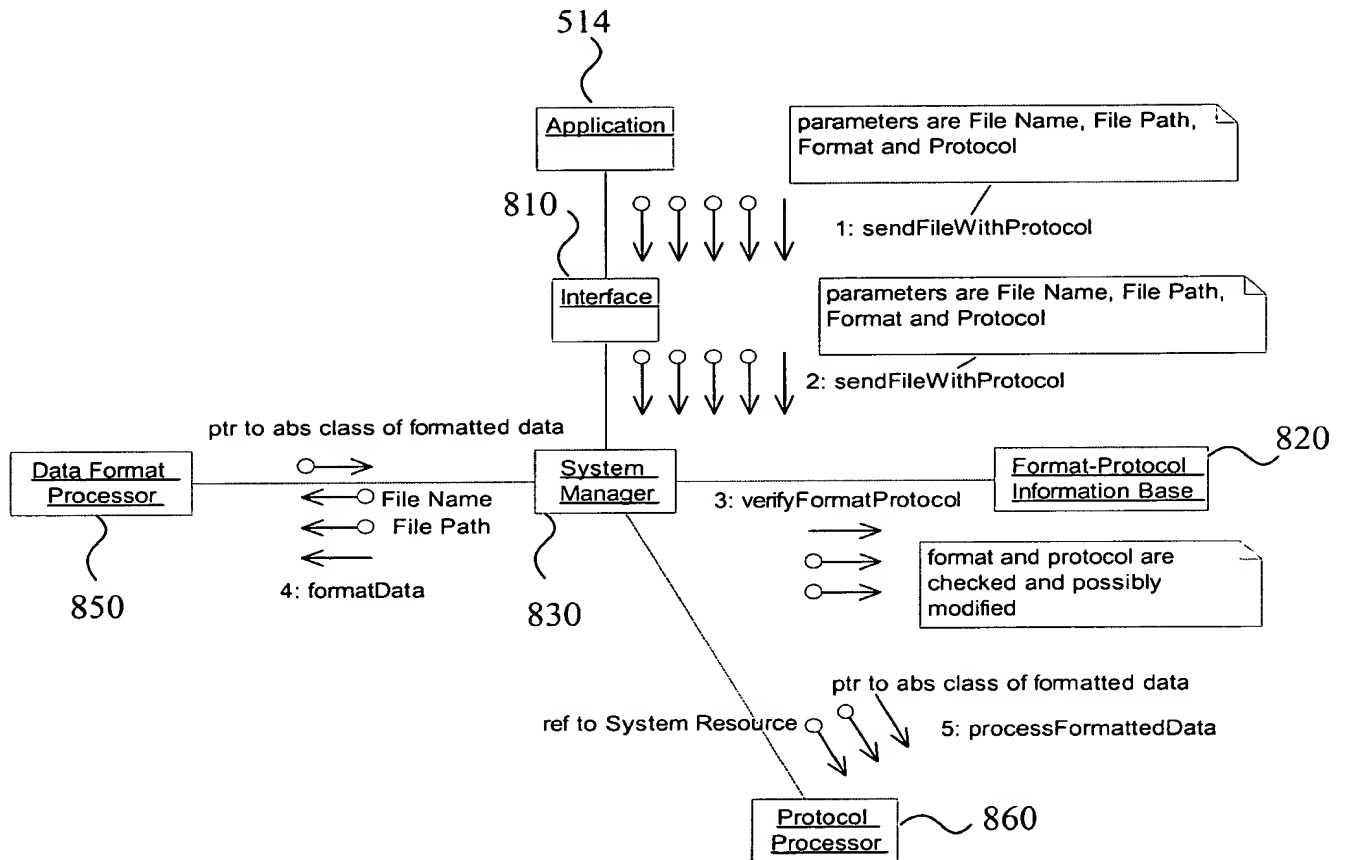 514
Application
parameters are File Name, File Path,
Format and Protocol
810
1: sendFileWithProtocol
Interface
parameters are File Name, File Path,
Format and Protocol
2: sendFileWithProtocol
ptr to abs class of formatted data
820
Data Format
Processor
System
Manager
Format-Protocol
Information Base
File Name
File Path
3: verifyFormatProtocol
4: formatData
format and protocol are
checked and possibly
modified
850
830
ptr to abs class of formatted data
ref to System Resource
5: processFormattedData
Protocol
Processor
860